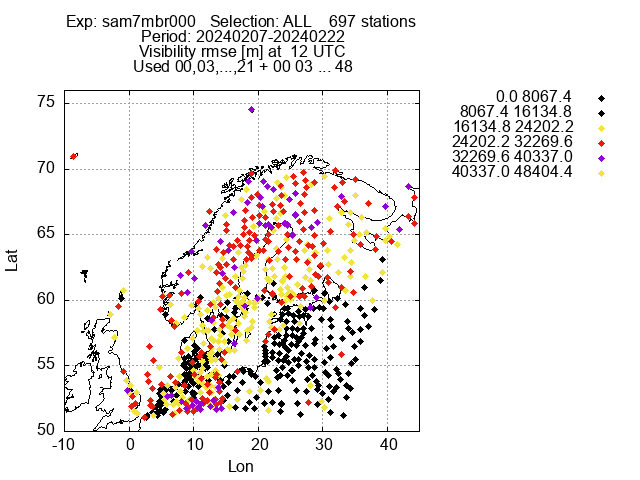 Exp: sam7mbr000 Selection: ALL 697 stations
Period: 20240207-20240222
Visibility rmse [m] at 12 UTC
Used 00,03,...,21 + 00 03 ... 48
0.0 8067.4
8067.4 16134.8
16134.8 24202.2
24202.2 32269.6
32269.6 40337.0
40337.0 48404.4
75
70
65
60
55
50
Lat
-10 0 10 20 30 40
Lon